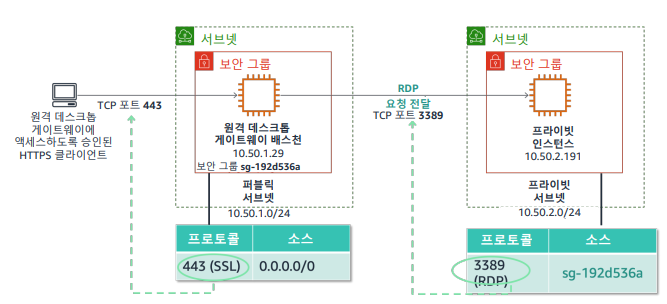 서브넷
보안 그룹
서브넷
보안 그룹
TCP 포트 443
RDP
요청 전달
TCP 포트 3389
원격 데스크톱
게이트웨이에
액세스하도록 승인된
HTTPS 클라이언트
원격 데스크톱
게이트웨이 배스천
10.50.1.29
보안 그룹 sg-192d536a
프라이빗
인스턴스
10.50.2.191
퍼블릭
서브넷
10.50.1.0/24
프라이빗
서브넷
10.50.2.0/24
프로토콜 소스
443 (SSL) 0.0.0.0/0
프로토콜 소스
3389
(RDP) sg-192d536a